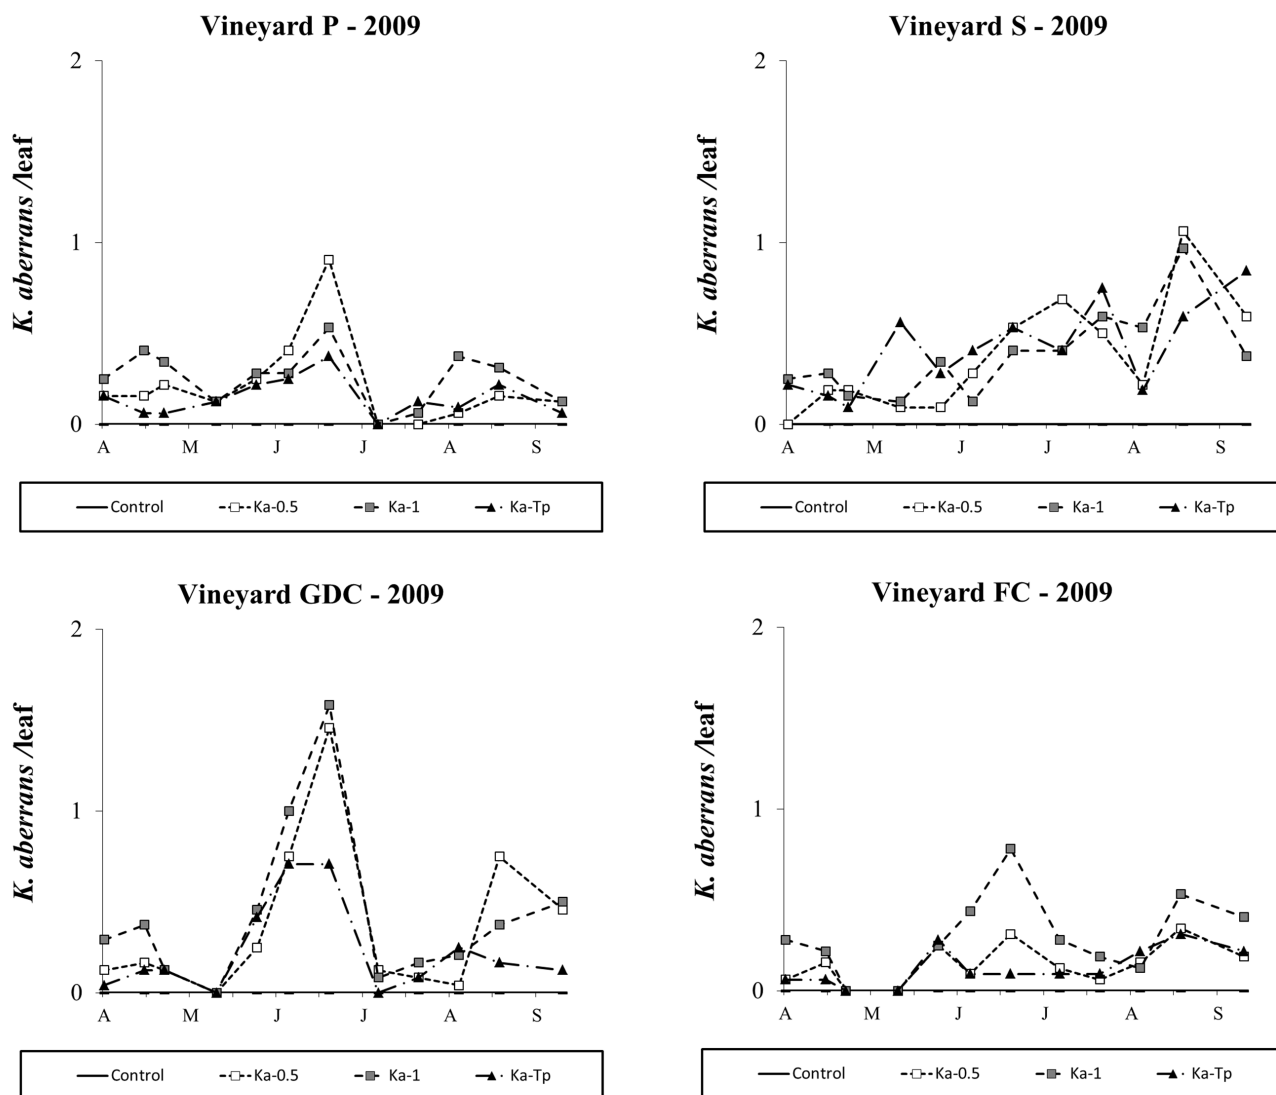 Vineyard P - 2009
2
1
0
K. aberrans /leaf
A M J J A S
Control Ka-0.5 Ka-1 Ka-Tp
Vineyard S - 2009
2
1
0
K. aberrans /leaf
A M J J A S
Control Ka-0.5 Ka-1 Ka-Tp
Vineyard GDC - 2009
2
1
0
K. aberrans /leaf
A M J J A S
Control Ka-0.5 Ka-1 Ka-Tp
Vineyard FC - 2009
2
1
0
K. aberrans /leaf
A M J J A S
Control Ka-0.5 Ka-1 Ka-Tp